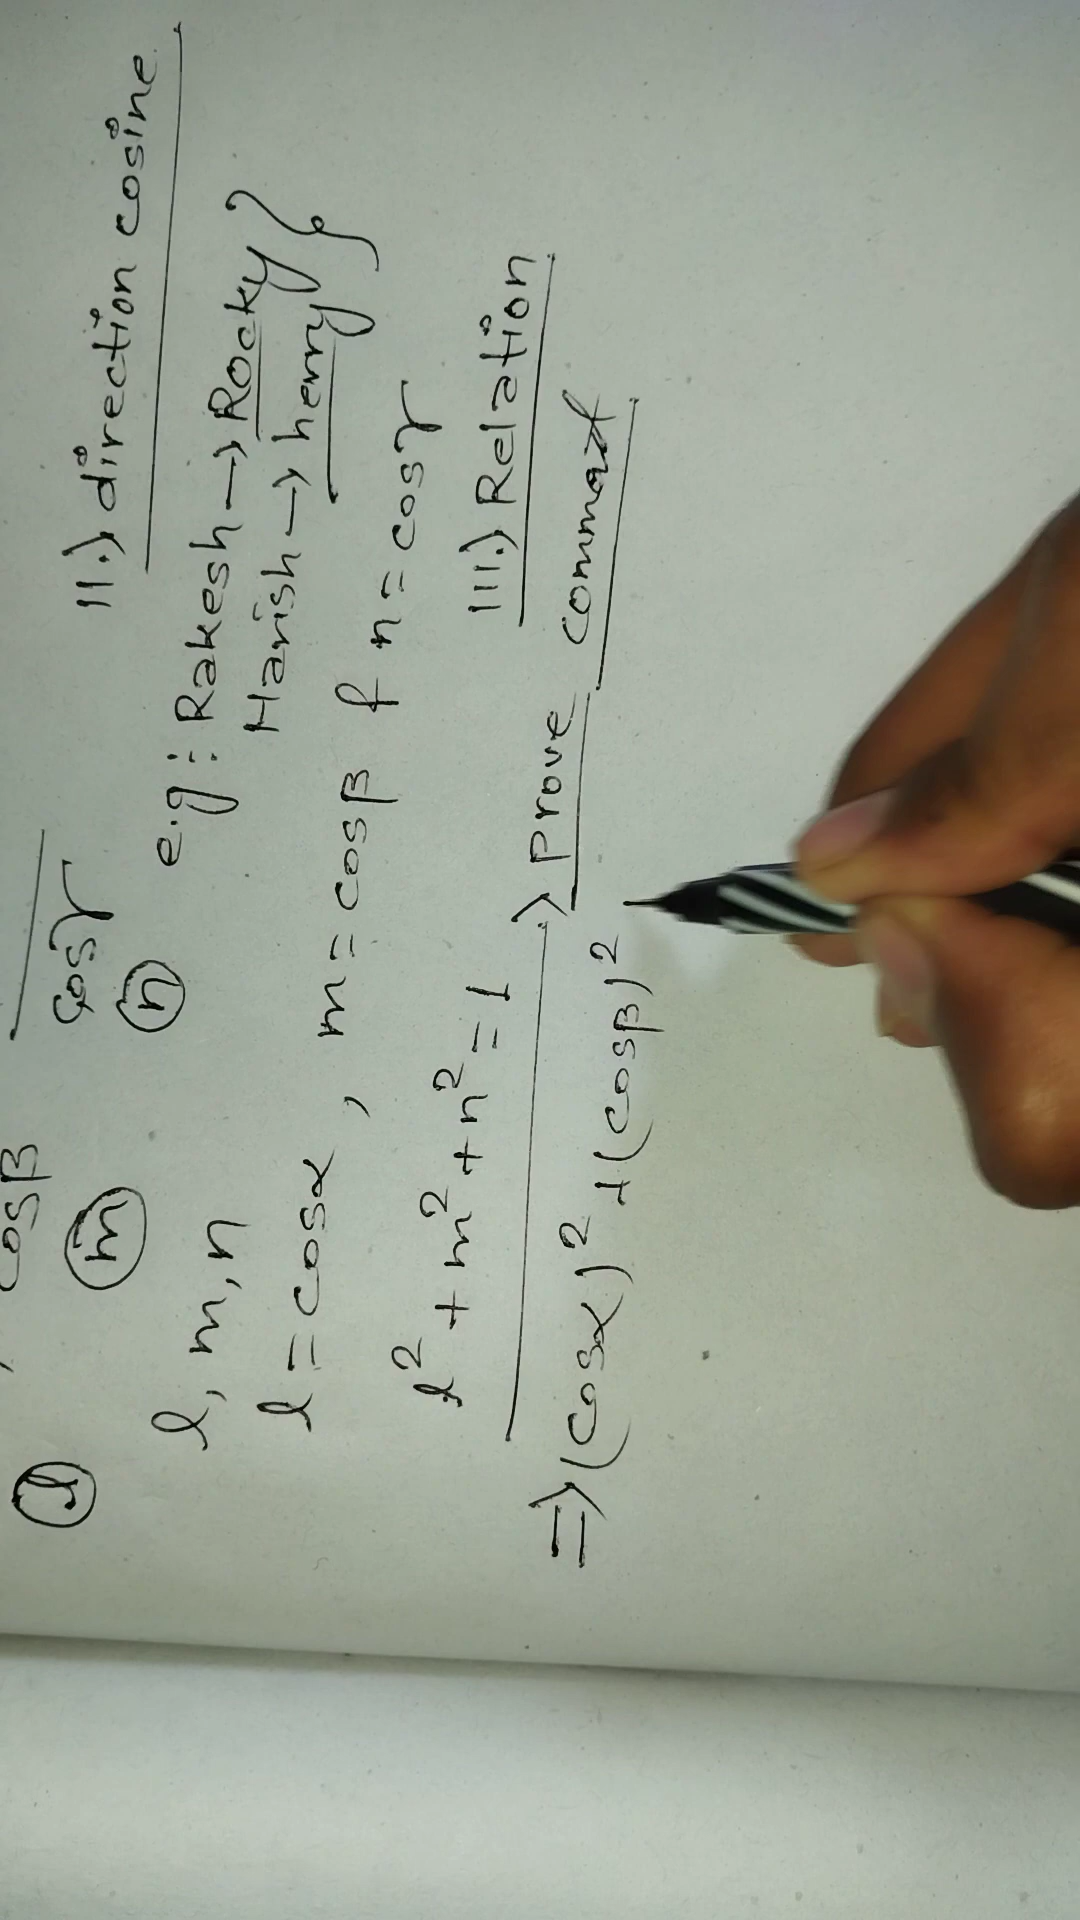 cosβ
cosγ
l
m
n
II.) direction cosine
l, m, n
e.g: Rakesh → Rocky }
Harish → henry
l = cosα , m = cosβ & n = cosγ
l² + m² + n² = 1
III.) Relation
→ Prove
⇒ (cosα)² + (cosβ)²